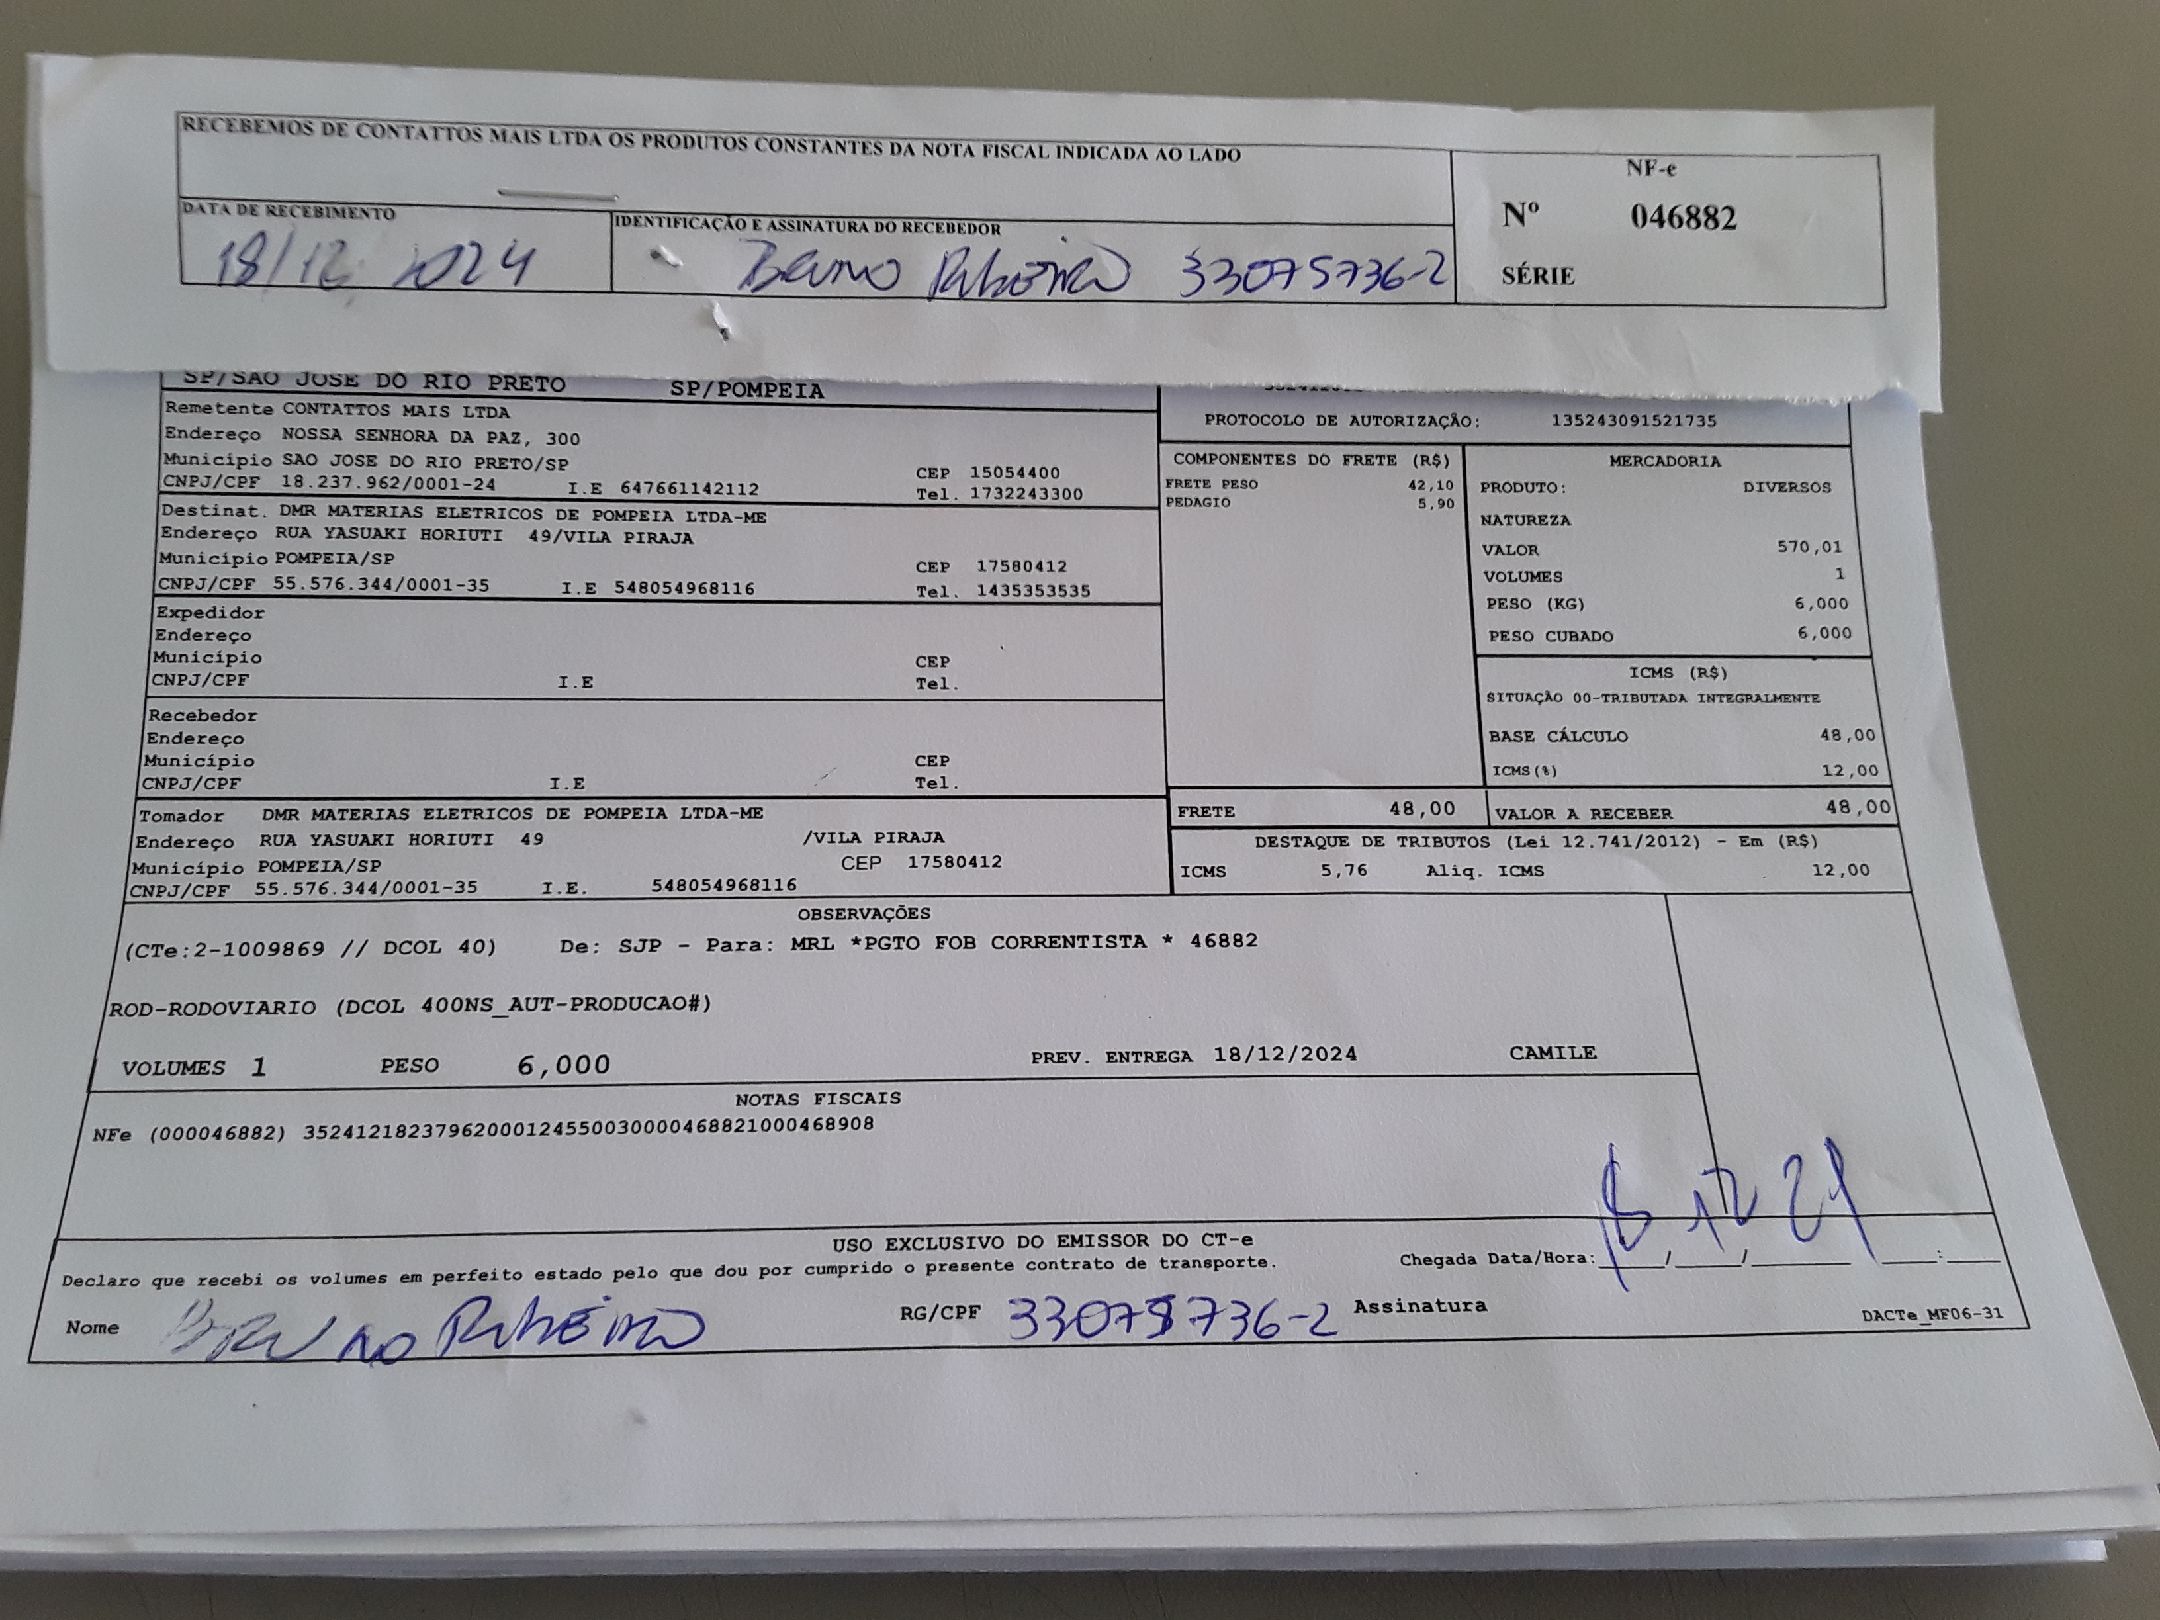 RECEBEMOS DE CONTATTOS MAIS LTDA OS PRODUTOS CONSTANTES DA NOTA FISCAL INDICADA AO LADO
NF-e
Nº 046882
SÉRIE
DATA DE RECEBIMENTO
18/12 2024
IDENTIFICAÇÃO E ASSINATURA DO RECEBEDOR
Bruno Ribeiro 33075736-2
SP/SAO JOSE DO RIO PRETO SP/POMPEIA
PROTOCOLO DE AUTORIZAÇÃO: 135243091521735
Remetente CONTATTOS MAIS LTDA
Endereço NOSSA SENHORA DA PAZ, 300
Município SAO JOSE DO RIO PRETO/SP CEP 15054400
CNPJ/CPF 18.237.962/0001-24 I.E 647661142112 Tel. 1732243300
Destinat. DMR MATERIAS ELETRICOS DE POMPEIA LTDA-ME
Endereço RUA YASUAKI HORIUTI 49/VILA PIRAJA
Município POMPEIA/SP CEP 17580412
CNPJ/CPF 55.576.344/0001-35 I.E 548054968116 Tel. 1435353535
Expedidor
Endereço
Município CEP
CNPJ/CPF I.E Tel.
Recebedor
Endereço
Município CEP
CNPJ/CPF I.E Tel.
Tomador DMR MATERIAS ELETRICOS DE POMPEIA LTDA-ME
Endereço RUA YASUAKI HORIUTI 49 /VILA PIRAJA
Município POMPEIA/SP CEP 17580412
CNPJ/CPF 55.576.344/0001-35 I.E. 548054968116
COMPONENTES DO FRETE (R$)
FRETE PESO 42,10
PEDAGIO 5,90
MERCADORIA
PRODUTO: DIVERSOS
NATUREZA
VALOR 570,01
VOLUMES 1
PESO (KG) 6,000
PESO CUBADO 6,000
ICMS (R$)
SITUAÇÃO 00-TRIBUTADA INTEGRALMENTE
BASE CÁLCULO 48,00
ICMS(%) 12,00
FRETE 48,00 VALOR A RECEBER 48,00
DESTAQUE DE TRIBUTOS (Lei 12.741/2012) - Em (R$)
ICMS 5,76 Aliq. ICMS 12,00
OBSERVAÇÕES
(CTe:2-1009869 // DCOL 40) De: SJP - Para: MRL *PGTO FOB CORRENTISTA * 46882
ROD-RODOVIARIO (DCOL 400NS_AUT-PRODUCAO#)
VOLUMES 1 PESO 6,000 PREV. ENTREGA 18/12/2024 CAMILE
NOTAS FISCAIS
NFe (000046882) 35241218237962000124550030000468821000468908
USO EXCLUSIVO DO EMISSOR DO CT-e
Declaro que recebi os volumes em perfeito estado pelo que dou por cumprido o presente contrato de transporte.
Chegada Data/Hora: 18 / 12 / 24 :
Nome Bruno Ribeiro RG/CPF 33075736-2 Assinatura
DACTe_MF06-31